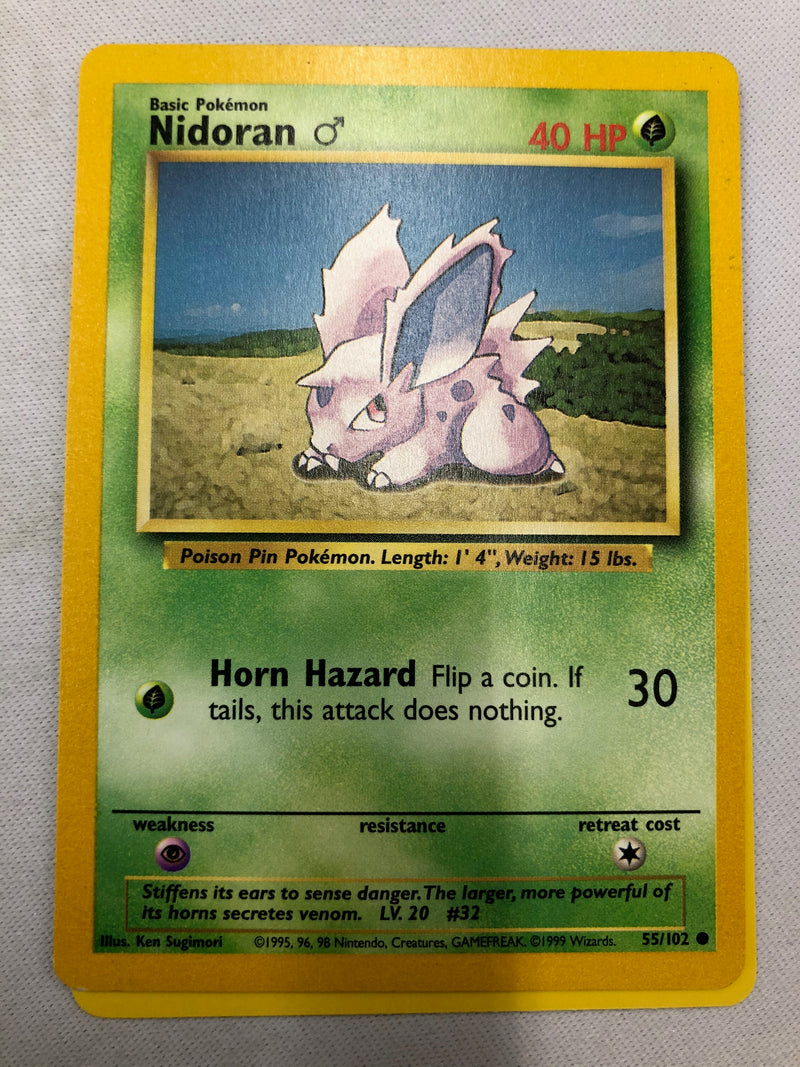 Basic Pokémon
Nidoran ♂ 40 HP
Poison Pin Pokémon. Length: 1' 4", Weight: 15 lbs.
Horn Hazard Flip a coin. If 30
tails, this attack does nothing.
weakness resistance retreat cost
Stiffens its ears to sense danger. The larger, more powerful of
its horns secretes venom. LV. 20 #32
Illus. Ken Sugimori ©1995, 96, 98 Nintendo, Creatures, GAMEFREAK. ©1999 Wizards. 55/102 ●